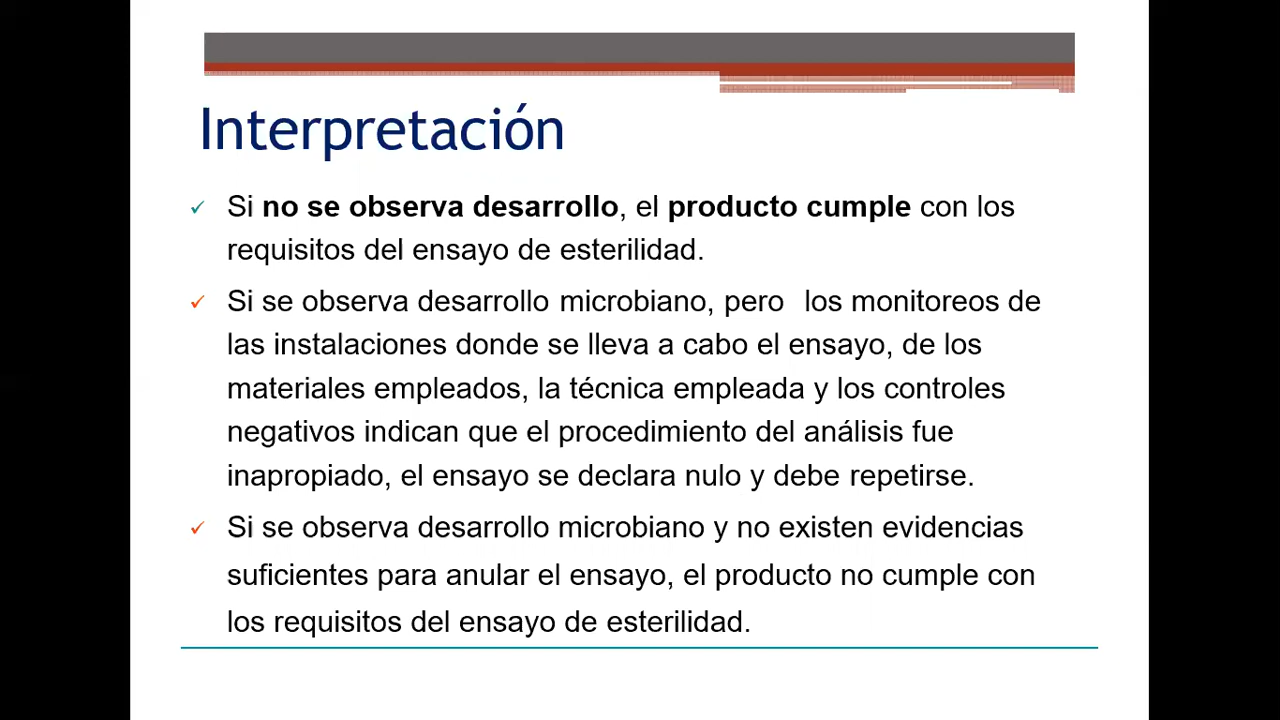 Interpretación
Si no se observa desarrollo, el producto cumple con los
requisitos del ensayo de esterilidad.
Si se observa desarrollo microbiano, pero los monitoreos de
las instalaciones donde se lleva a cabo el ensayo, de los
materiales empleados, la técnica empleada y los controles
negativos indican que el procedimiento del análisis fue
inapropiado, el ensayo se declara nulo y debe repetirse.
Si se observa desarrollo microbiano y no existen evidencias
suficientes para anular el ensayo, el producto no cumple con
los requisitos del ensayo de esterilidad.